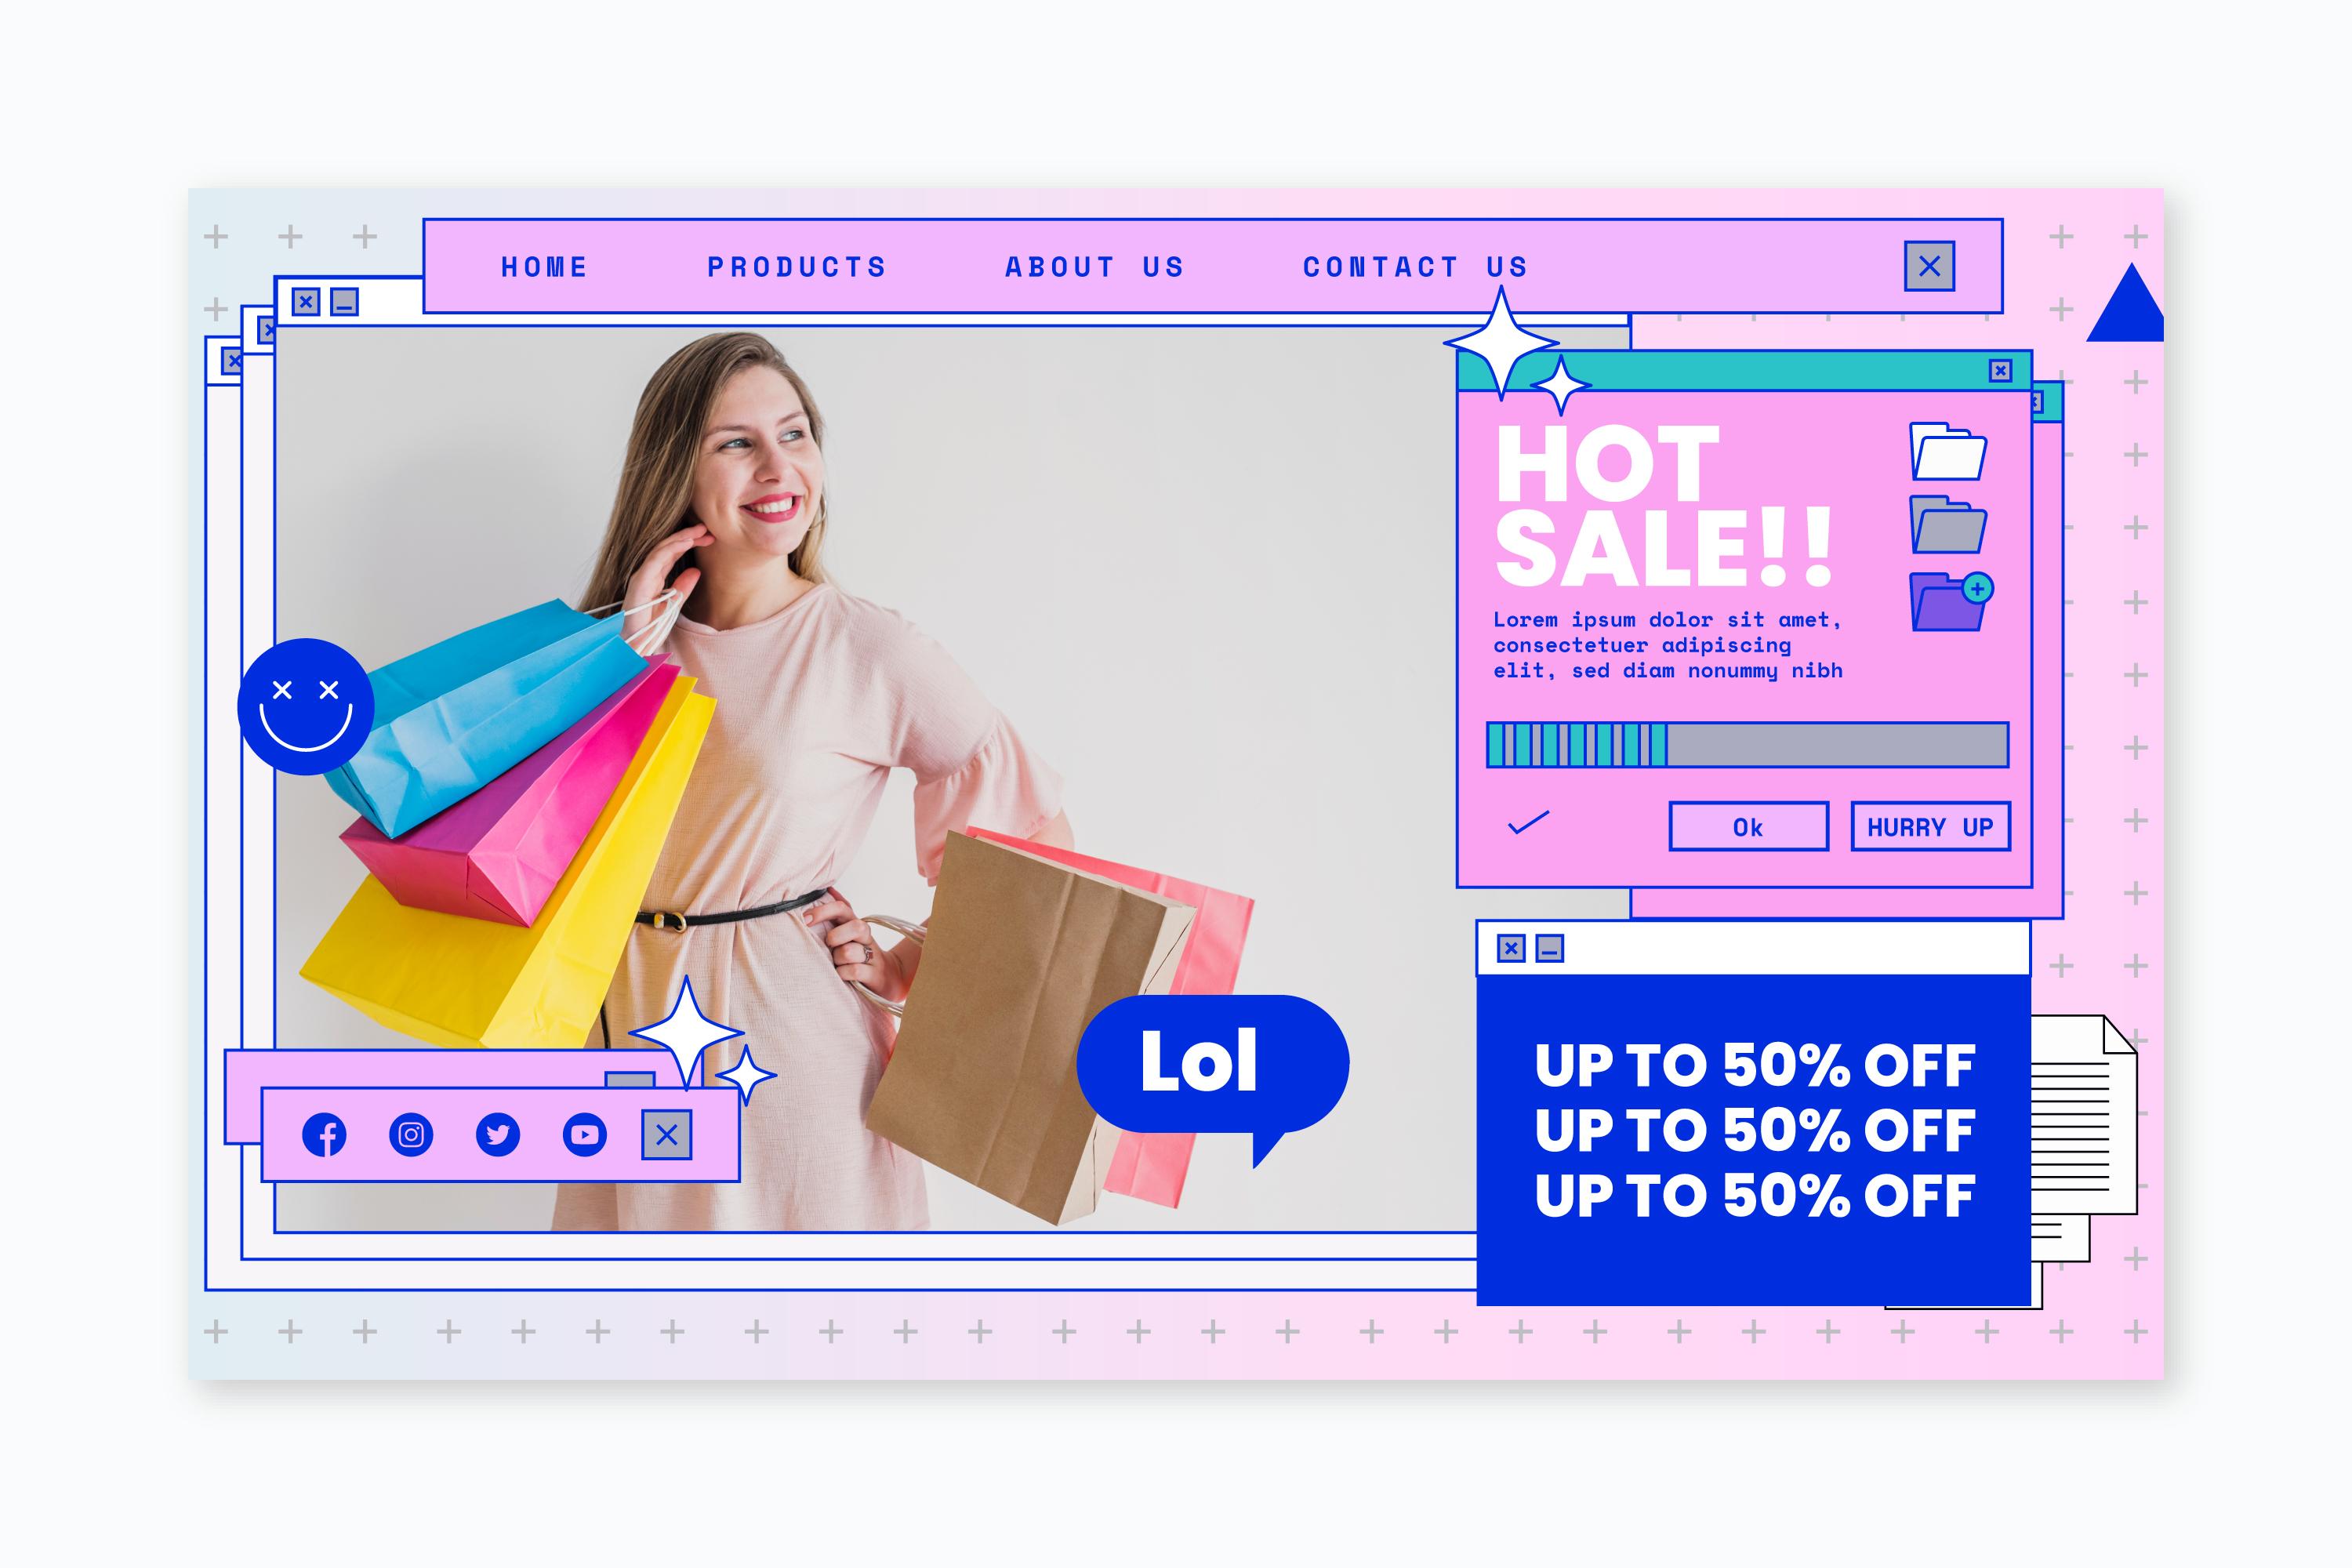 HOME PRODUCTS ABOUT US CONTACT US
HOT
SALE!!
Lorem ipsum dolor sit amet,
consectetuer adipiscing
elit, sed diam nonummy nibh
Ok HURRY UP
Lol
UP TO 50% OFF
UP TO 50% OFF
UP TO 50% OFF